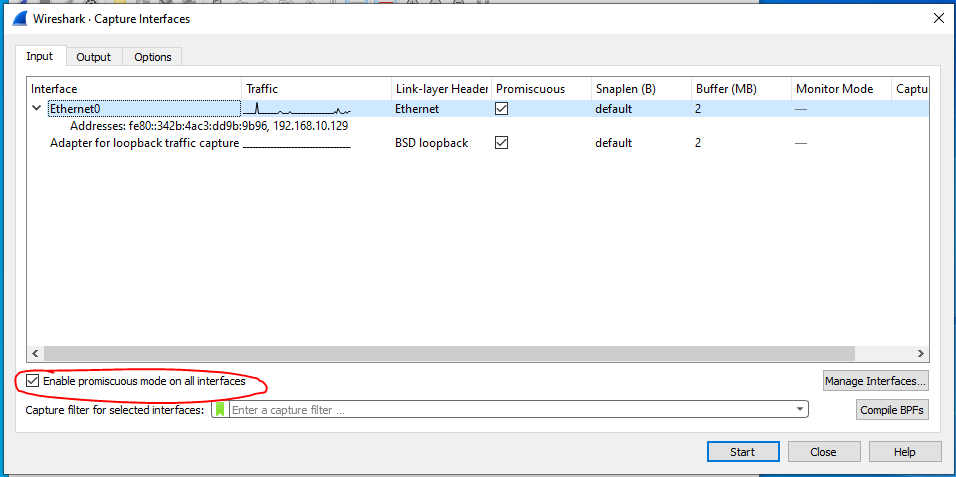 Wireshark · Capture Interfaces
Input Output Options
Interface Traffic Link-layer Header Promiscuous Snaplen (B) Buffer (MB) Monitor Mode Captu
Ethernet0 Ethernet default 2 —
Addresses: fe80::342b:4ac3:dd9b:9b96, 192.168.10.129
Adapter for loopback traffic capture BSD loopback default 2 —
Enable promiscuous mode on all interfaces Manage Interfaces...
Capture filter for selected interfaces: Enter a capture filter ... Compile BPFs
Start Close Help